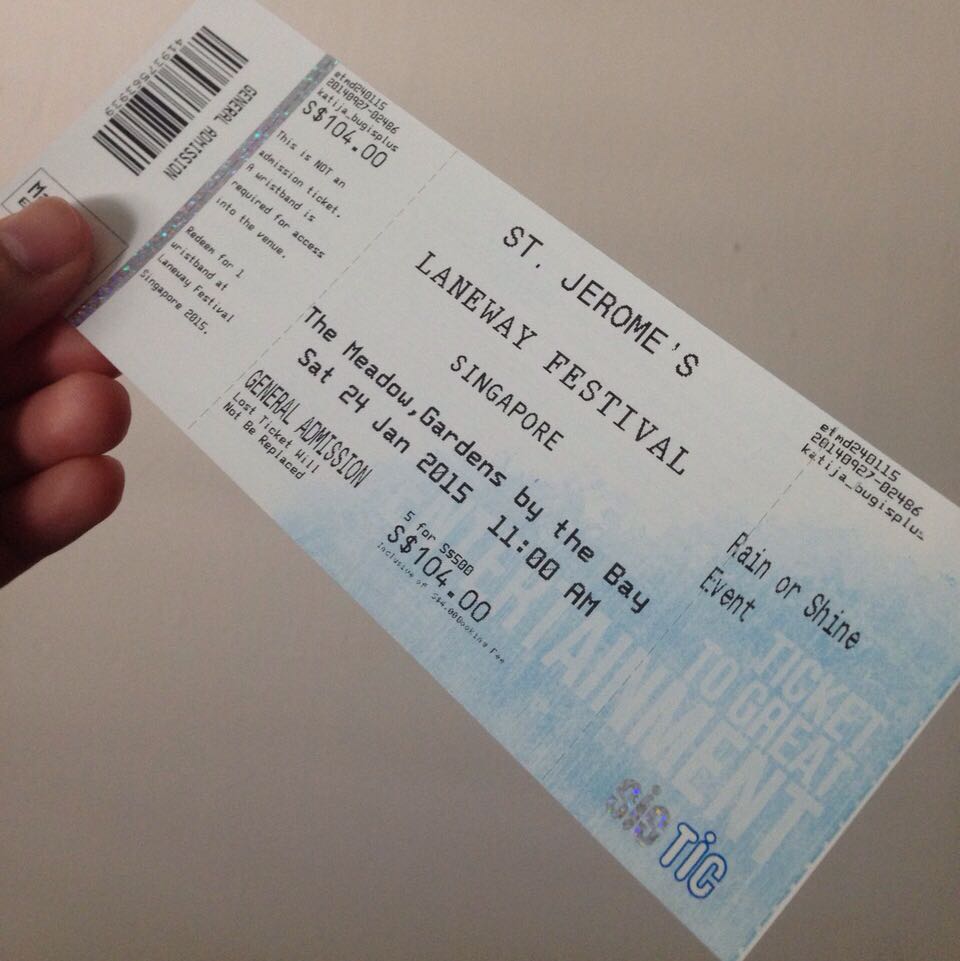 41937563939
GENERAL ADMISSION
etmd240115
20140927-02486
katija_bugisplus
S$104.00
This is NOT an
admission ticket.
A wristband is
required for access
into the venue.
Redeem for 1
wristband at
Laneway Festival
Singapore 2015.
ST. JEROME'S
LANEWAY FESTIVAL
SINGAPORE
The Meadow,Gardens by the Bay
Sat 24 Jan 2015 11:00 AM
GENERAL ADMISSION
Lost Ticket Will
Not Be Replaced
5 for S$500
S$104.00
Inclusive of S$4.00Booking Fee
etmd240115
20140927-02486
katija_bugisplus
Rain or Shine
Event
TICKET
TO GREAT
ENTERTAINMENT
SiSTiC